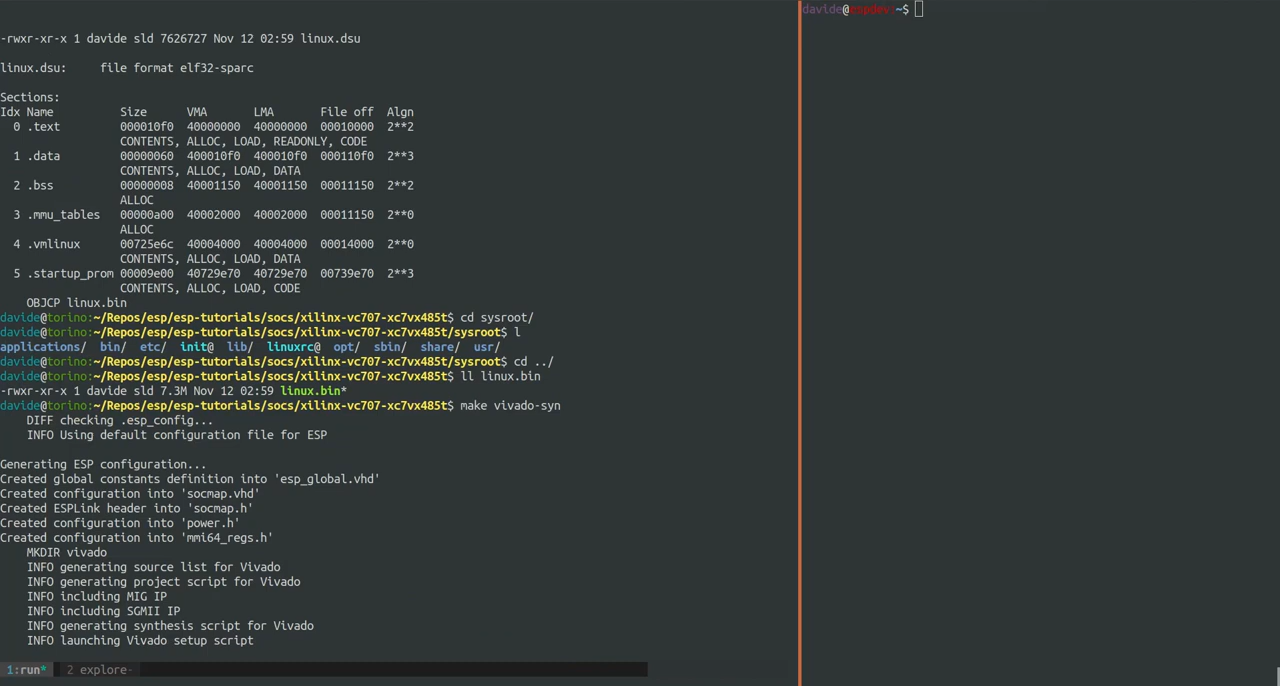 -rwxr-xr-x 1 davide sld 7626727 Nov 12 02:59 linux.dsu
linux.dsu:     file format elf32-sparc
Sections:
Idx Name          Size      VMA       LMA       File off  Algn
  0 .text         000010f0  40000000  40000000  00010000  2**2
                  CONTENTS, ALLOC, LOAD, READONLY, CODE
  1 .data         00000060  400010f0  400010f0  000110f0  2**3
                  CONTENTS, ALLOC, LOAD, DATA
  2 .bss          00000008  40001150  40001150  00011150  2**2
                  ALLOC
  3 .mmu_tables   00000a00  40002000  40002000  00011150  2**0
                  ALLOC
  4 .vmlinux      00725e6c  40004000  40004000  00014000  2**0
                  CONTENTS, ALLOC, LOAD, DATA
  5 .startup_prom 00009e00  40729e70  40729e70  00739e70  2**3
                  CONTENTS, ALLOC, LOAD, CODE
    OBJCP linux.bin
davide@torino:~/Repos/esp/esp-tutorials/socs/xilinx-vc707-xc7vx485t$ cd sysroot/
davide@torino:~/Repos/esp/esp-tutorials/socs/xilinx-vc707-xc7vx485t/sysroot$ l
applications/  bin/  etc/  init@  lib/  linuxrc@  opt/  sbin/  share/  usr/
davide@torino:~/Repos/esp/esp-tutorials/socs/xilinx-vc707-xc7vx485t/sysroot$ cd ../
davide@torino:~/Repos/esp/esp-tutorials/socs/xilinx-vc707-xc7vx485t$ ll linux.bin
-rwxr-xr-x 1 davide sld 7.3M Nov 12 02:59 linux.bin*
davide@torino:~/Repos/esp/esp-tutorials/socs/xilinx-vc707-xc7vx485t$ make vivado-syn
    DIFF checking .esp_config...
    INFO Using default configuration file for ESP
Generating ESP configuration...
Created global constants definition into 'esp_global.vhd'
Created configuration into 'socmap.vhd'
Created ESPLink header into 'socmap.h'
Created configuration into 'power.h'
Created configuration into 'mmi64_regs.h'
    MKDIR vivado
    INFO generating source list for Vivado
    INFO generating project script for Vivado
    INFO including MIG IP
    INFO including SGMII IP
    INFO generating synthesis script for Vivado
    INFO launching Vivado setup script
1:run*  2 explore-
davide@espdev:~$